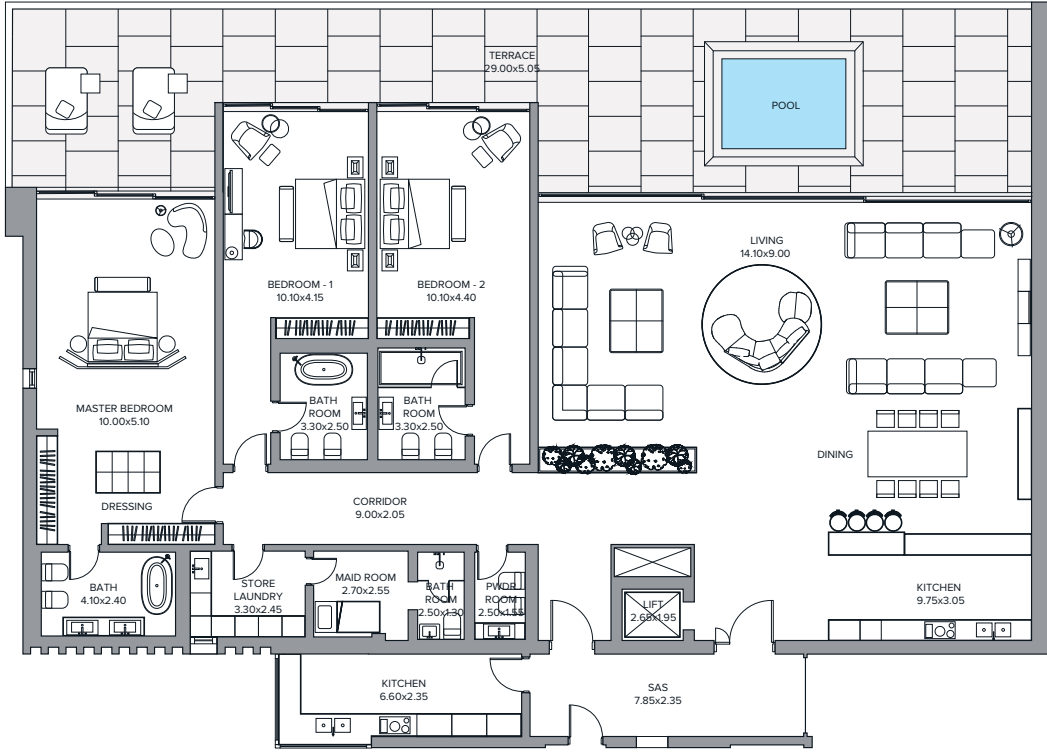 TERRACE
29.00x5.05
POOL
LIVING
14.10x9.00
BEDROOM - 1
10.10x4.15
BEDROOM - 2
10.10x4.40
MASTER BEDROOM
10.00x5.10
BATH
ROOM
3.30x2.50
BATH
ROOM
3.30x2.50
DINING
DRESSING
CORRIDOR
9.00x2.05
BATH
4.10x2.40
STORE
LAUNDRY
3.30x2.45
MAID ROOM
2.70x2.55
BATH
ROOM
2.50x1.30
PWDR
ROOM
2.50x1.55
LIFT
2.65x1.95
KITCHEN
9.75x3.05
KITCHEN
6.60x2.35
SAS
7.85x2.35